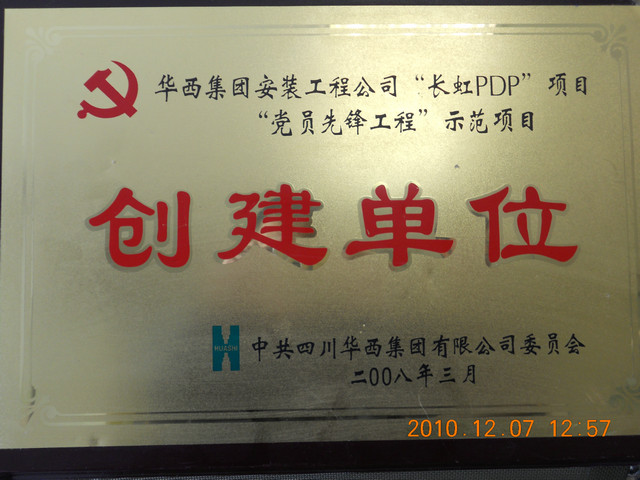 华西集团安装工程公司“长虹PDP”项目
“党员先锋工程”示范项目
创建单位
HUASHI
中共四川华西集团有限公司委员会
二00八年三月
2010.12.07 12:57